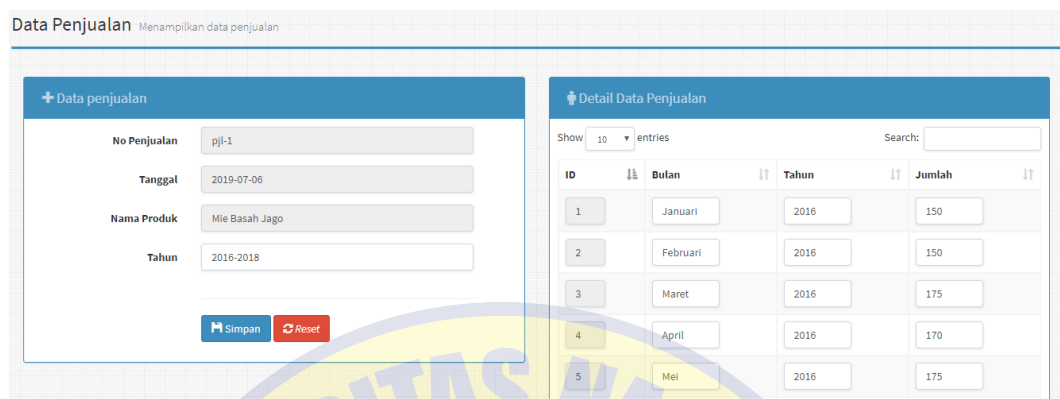 Data Penjualan Menampilkan data penjualan
Data penjualan
No Penjualan pjl-1
Tanggal 2019-07-06
Nama Produk Mie Basah Jago
Tahun 2016-2018
Simpan Reset
Detail Data Penjualan
Show 10 entries Search:
ID Bulan Tahun Jumlah
1 Januari 2016 150
2 Februari 2016 150
3 Maret 2016 175
4 April 2016 170
5 Mei 2016 175